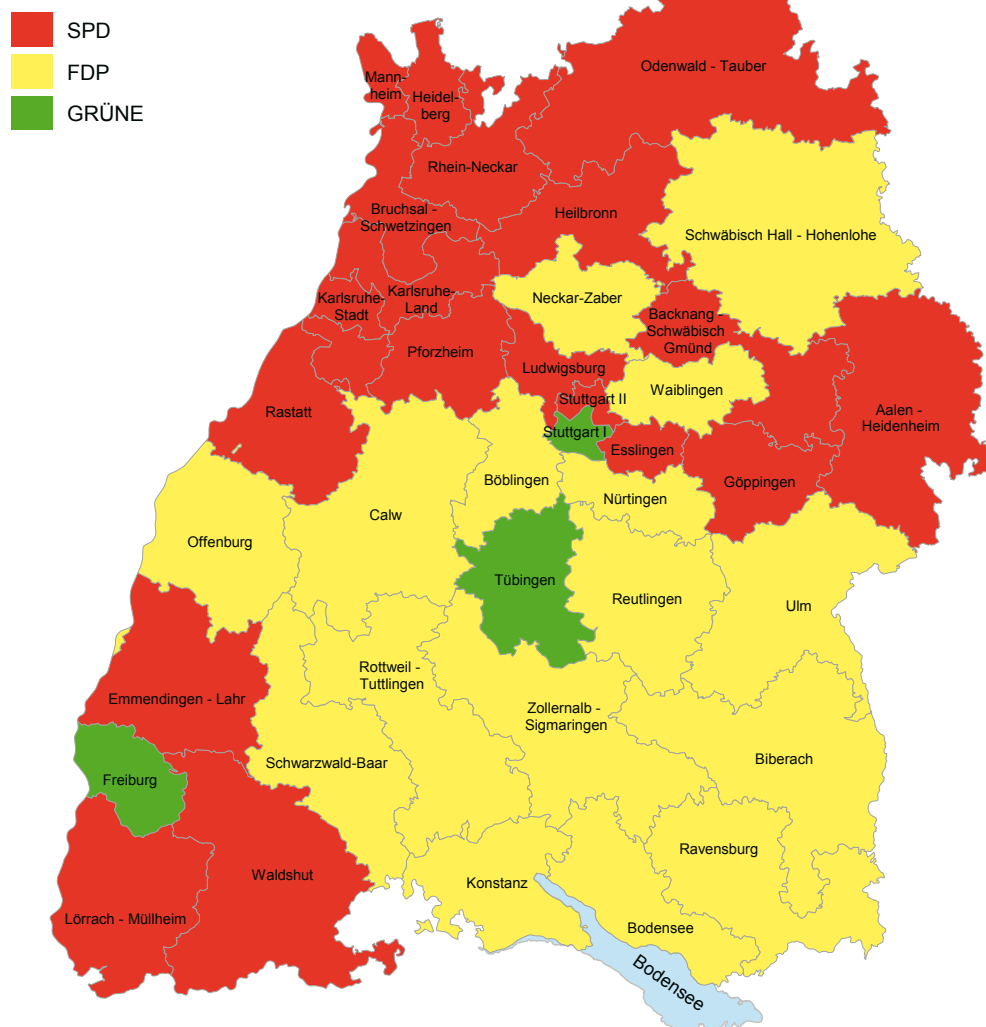 SPD
FDP
GRÜNE
Odenwald - Tauber
Mann-
heim
Heidel-
berg
Rhein-Neckar
Bruchsal -
Schwetzingen
Heilbronn
Schwäbisch Hall - Hohenlohe
Karlsruhe-
Stadt
Karlsruhe-
Land
Neckar-Zaber
Backnang -
Schwäbisch
Gmünd
Pforzheim
Ludwigsburg
Waiblingen
Stuttgart II
Rastatt
Stuttgart I
Aalen -
Heidenheim
Esslingen
Göppingen
Böblingen
Nürtingen
Calw
Offenburg
Tübingen
Reutlingen
Ulm
Rottweil -
Tuttlingen
Emmendingen - Lahr
Zollernalb -
Sigmaringen
Schwarzwald-Baar
Biberach
Freiburg
Ravensburg
Waldshut
Konstanz
Lörrach - Müllheim
Bodensee
Bodensee